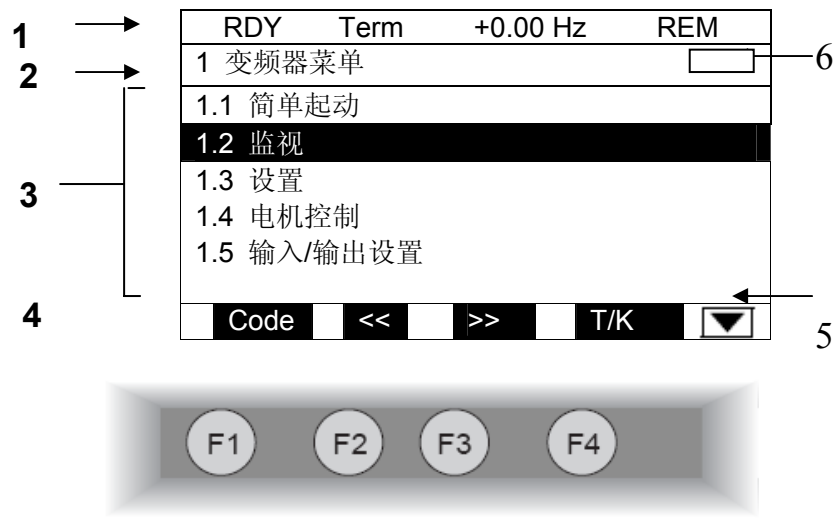 1 RDY Term +0.00 Hz REM
2 1 变频器菜单 6
1.1 简单起动
1.2 监视
3 1.3 设置
1.4 电机控制
1.5 输入/输出设置
4 Code << >> T/K 5
F1 F2 F3 F4